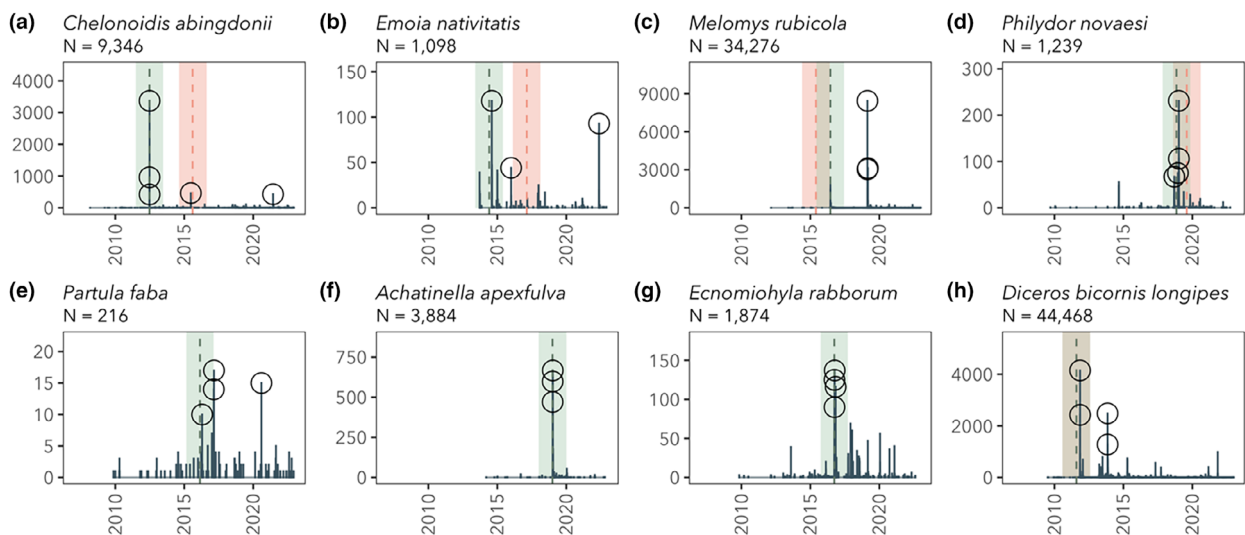 (a) Chelonoidis abingdonii
N = 9,346
4000
3000
2000
1000
0
2010 2015 2020
(b) Emoia nativitatis
N = 1,098
150
100
50
0
2010 2015 2020
(c) Melomys rubicola
N = 34,276
9000
6000
3000
0
2010 2015 2020
(d) Philydor novaesi
N = 1,239
300
200
100
0
2010 2015 2020
(e) Partula faba
N = 216
20
15
10
5
0
2010 2015 2020
(f) Achatinella apexfulva
N = 3,884
750
500
250
0
2010 2015 2020
(g) Ecnomiohyla rabborum
N = 1,874
150
100
50
0
2010 2015 2020
(h) Diceros bicornis longipes
N = 44,468
4000
2000
0
2010 2015 2020